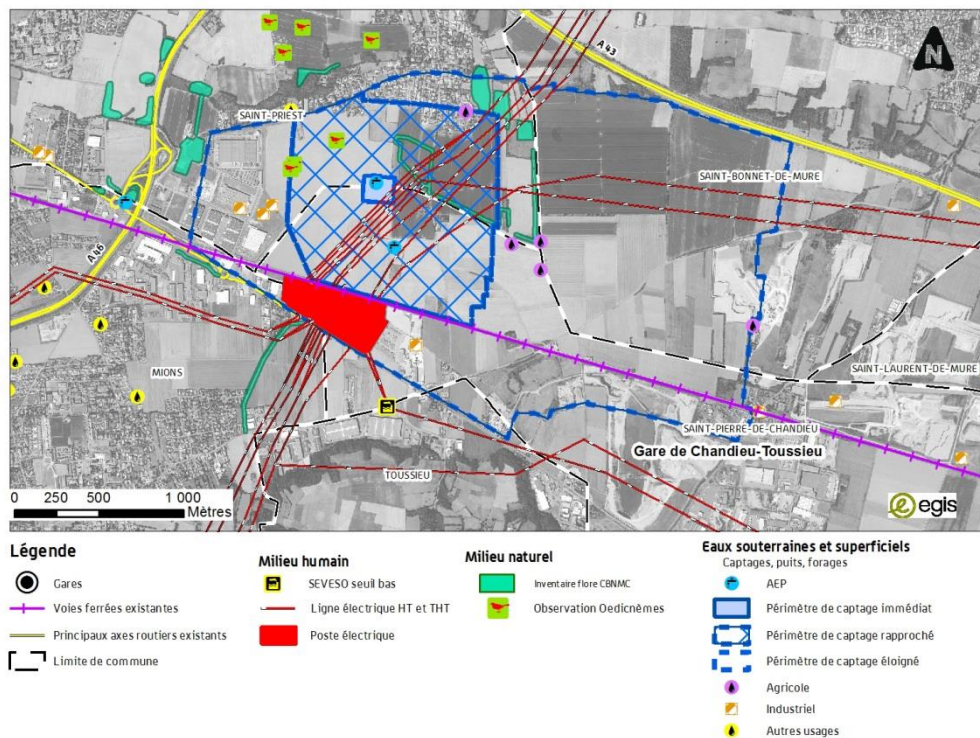 A 43
N
SAINT-PRIEST
SAINT-BONNET-DE-MURE
A 46
MIONS
SAINT-LAURENT-DE-MURE
SAINT-PIERRE-DE-CHANDIEU
Gare de Chandieu-Toussieu
TOUSSIEU
0 250 500 1 000
Mètres
egis
Légende
Gares
Voies ferrées existantes
Principaux axes routiers existants
Limite de commune
Milieu humain
SEVESO seuil bas
Ligne électrique HT et THT
Poste électrique
Milieu naturel
Inventaire flore CBNMC
Observation Oedicnèmes
Eaux souterraines et superficiels
Captages, puits, forages
AEP
Périmètre de captage immédiat
Périmètre de captage rapproché
Périmètre de captage éloigné
Agricole
Industriel
Autres usages